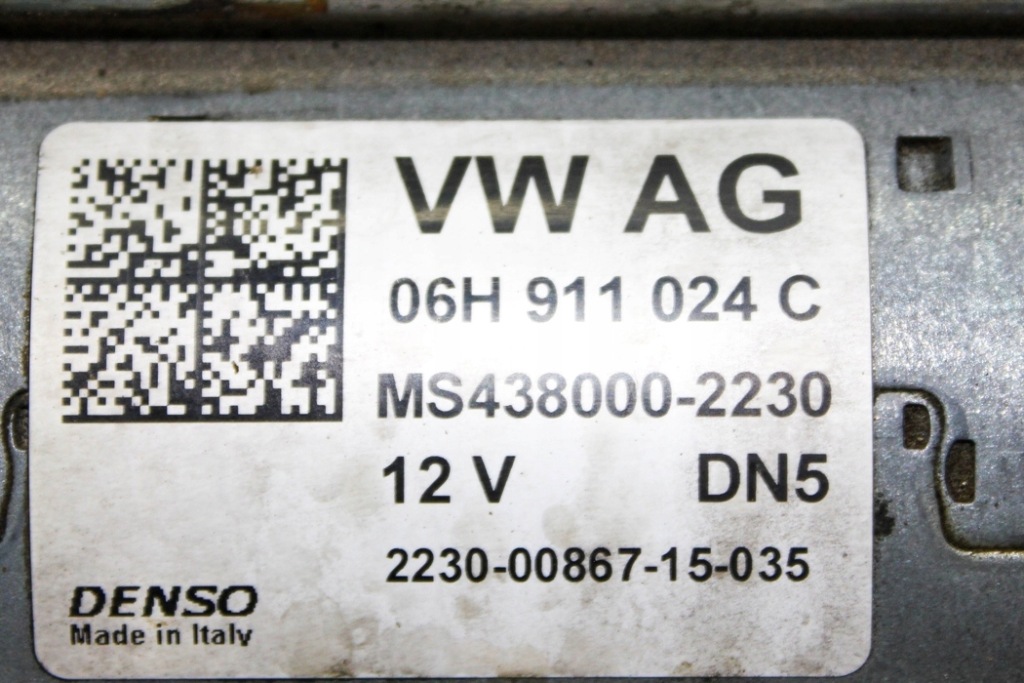 VW AG
06H 911 024 C
MS438000-2230
12 V DN5
2230-00867-15-035
DENSO
Made in Italy